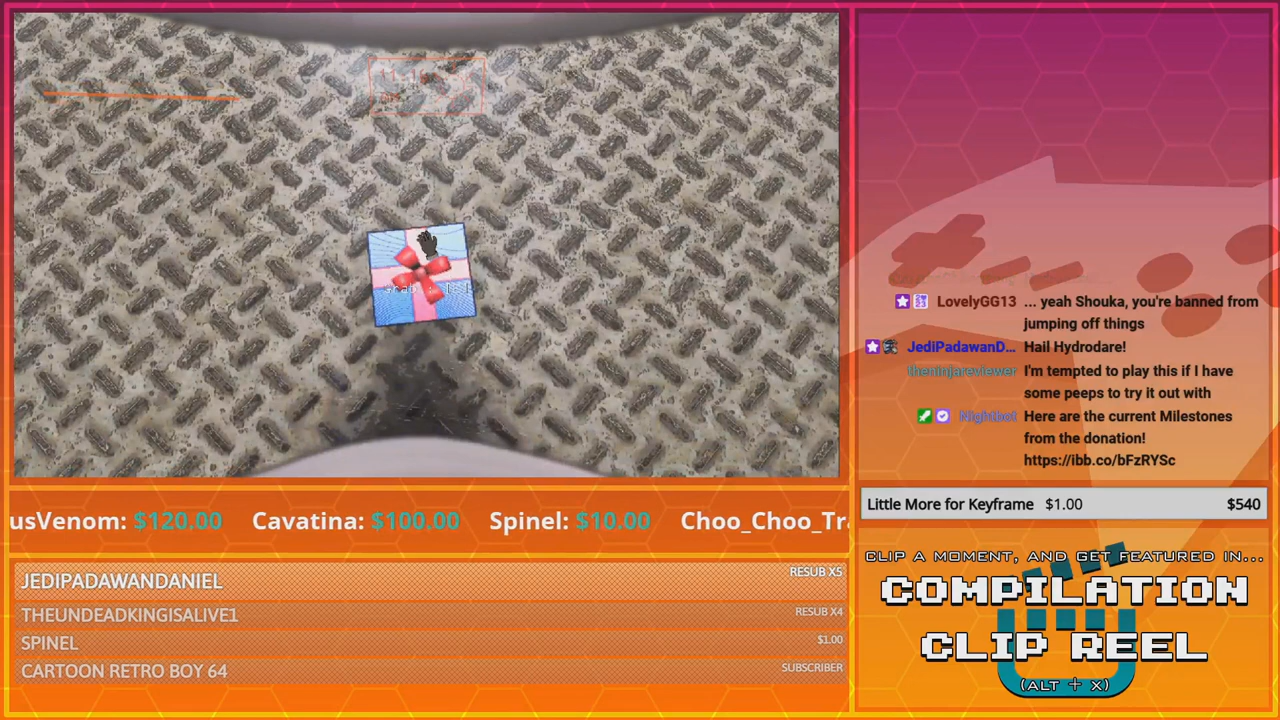 Grab : [E]
LovelyGG13 ... yeah Shouka, you're banned from
jumping off things
JediPadawanD... Hail Hydrodare!
theninjareviewer I'm tempted to play this if I have
some peeps to try it out with
Nightbot Here are the current Milestones
from the donation!
https://ibb.co/bFzRYSc
Little More for Keyframe $1.00 $540
usVenom: $120.00 Cavatina: $100.00 Spinel: $10.00 Choo_Choo_Tra
CLIP A MOMENT, AND GET FEATURED IN...
COMPILATION
CLIP REEL
(ALT + X)
JEDIPADAWANDANIEL RESUB X5
THEUNDEADKINGISALIVE1 RESUB X4
SPINEL $1.00
CARTOON RETRO BOY 64 SUBSCRIBER